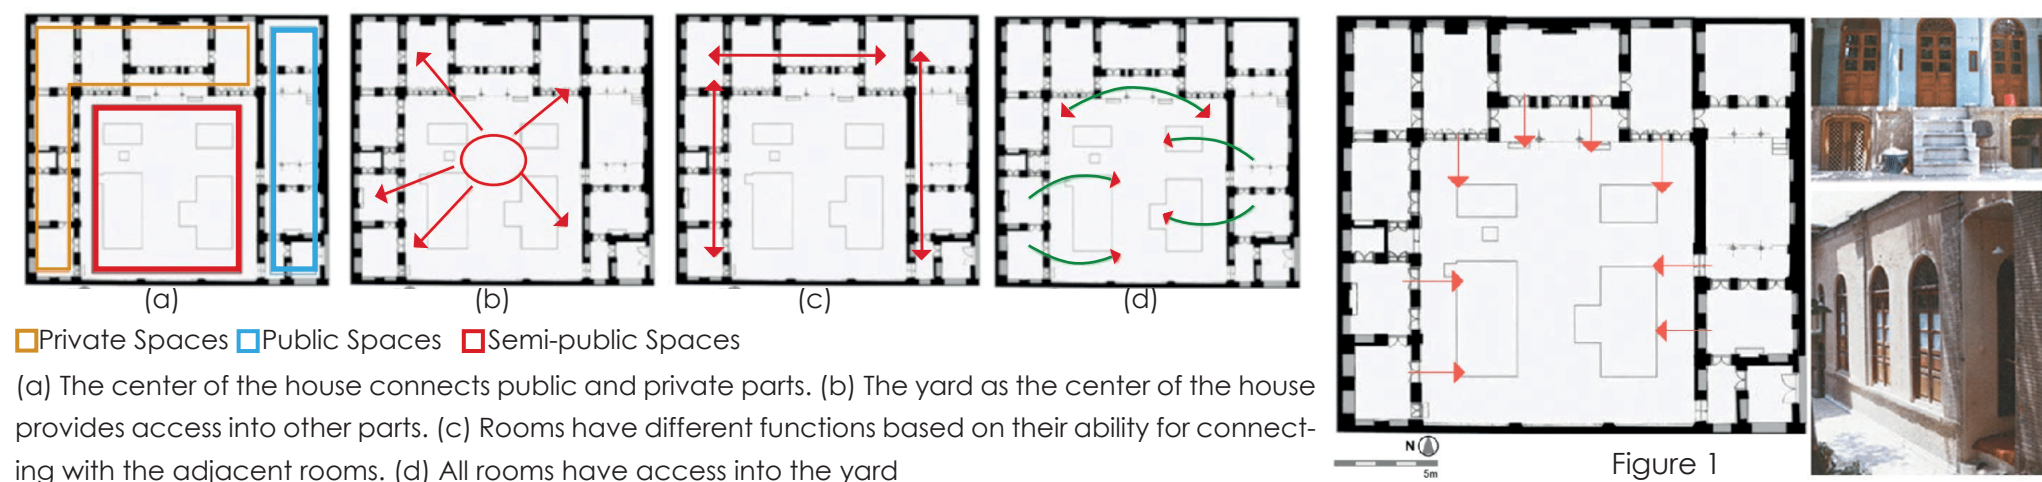 (a)
(b)
(c)
(d)
Private Spaces Public Spaces Semi-public Spaces
(a) The center of the house connects public and private parts. (b) The yard as the center of the house
provides access into other parts. (c) Rooms have different functions based on their ability for connect-
ing with the adjacent rooms. (d) All rooms have access into the yard
N
5m
Figure 1